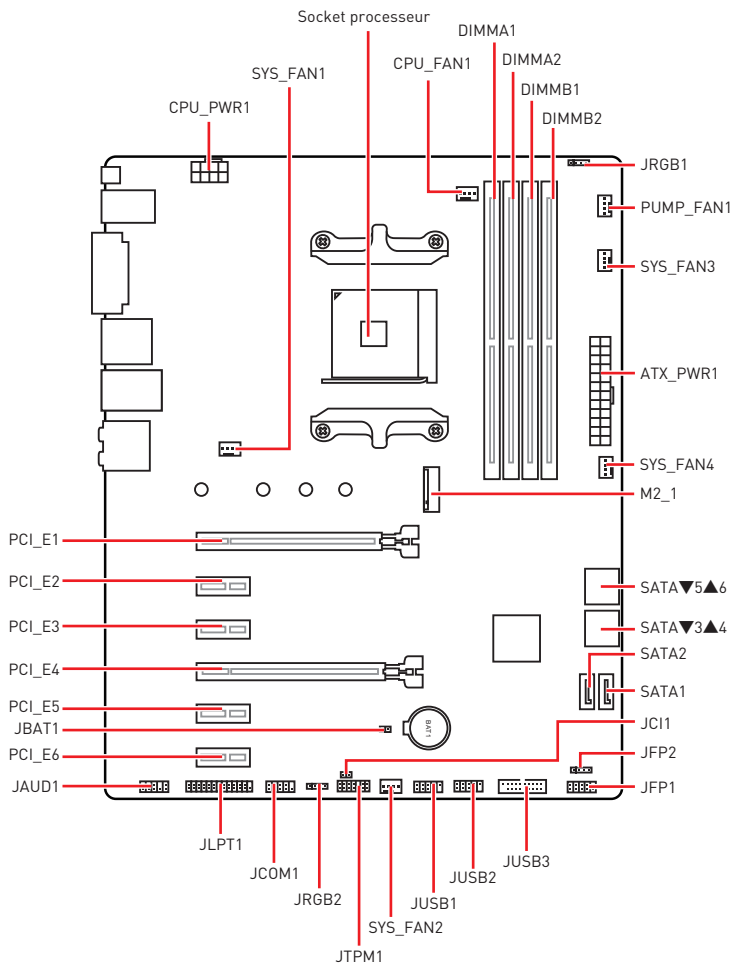 Socket processeur
DIMMA1
CPU_FAN1
DIMMA2
SYS_FAN1
DIMMB1
CPU_PWR1
DIMMB2
JRGB1
PUMP_FAN1
SYS_FAN3
ATX_PWR1
SYS_FAN4
M2_1
PCI_E1
PCI_E2
SATA▼5▲6
PCI_E3
SATA▼3▲4
SATA2
PCI_E4
SATA1
PCI_E5
JCI1
JBAT1
BAT1
PCI_E6
JFP2
JAUD1
JFP1
JLPT1
JUSB3
JCOM1
JUSB2
JRGB2
JUSB1
SYS_FAN2
JTPM1